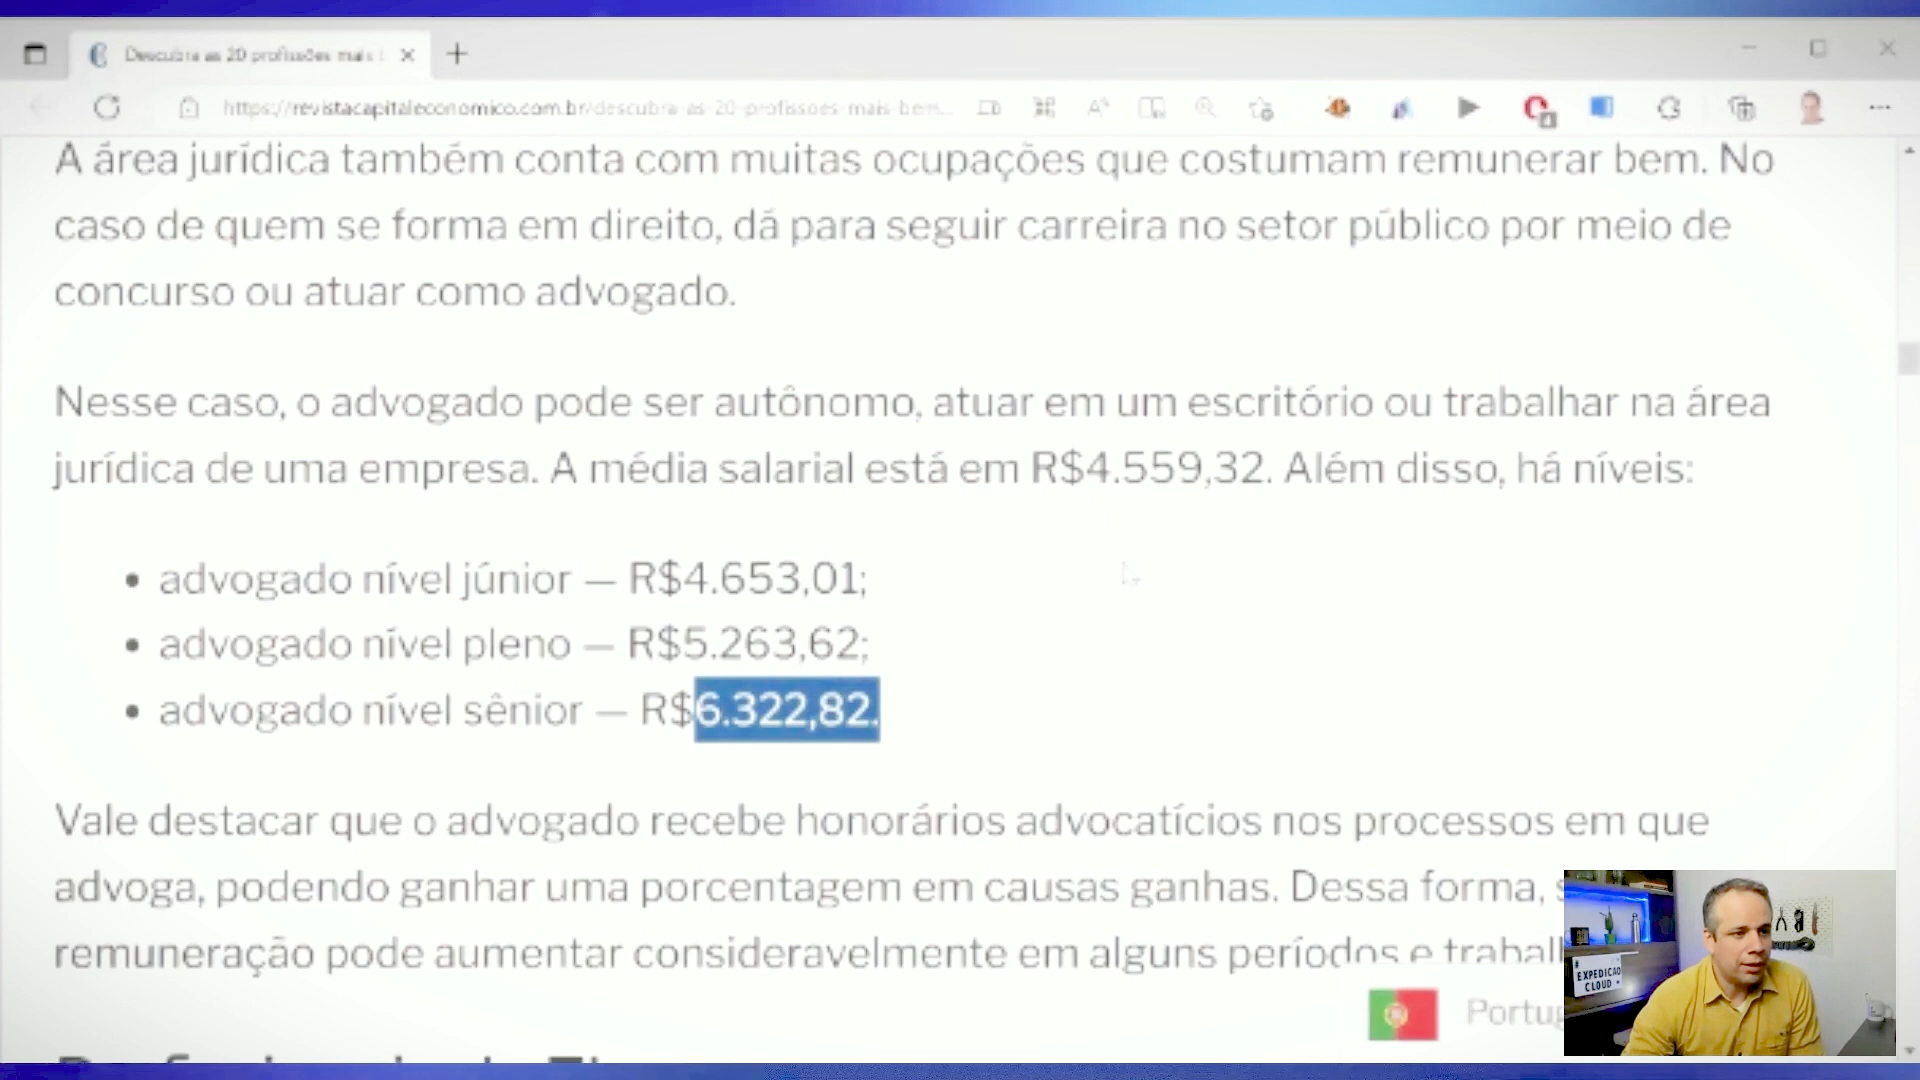 Descubra as 20 profissões mais
https://revistacapitaleconomico.com.br/descubra-as-20-profissoes-mais-bem...
A área jurídica também conta com muitas ocupações que costumam remunerar bem. No
caso de quem se forma em direito, dá para seguir carreira no setor público por meio de
concurso ou atuar como advogado.
Nesse caso, o advogado pode ser autônomo, atuar em um escritório ou trabalhar na área
jurídica de uma empresa. A média salarial está em R$4.559,32. Além disso, há níveis:
• advogado nível júnior — R$4.653,01;
• advogado nível pleno — R$5.263,62;
• advogado nível sênior — R$6.322,82.
Vale destacar que o advogado recebe honorários advocatícios nos processos em que
advoga, podendo ganhar uma porcentagem em causas ganhas. Dessa forma, s
remuneração pode aumentar consideravelmente em alguns períodos e trabal
Portug
EXPEDICAO
CLOUD